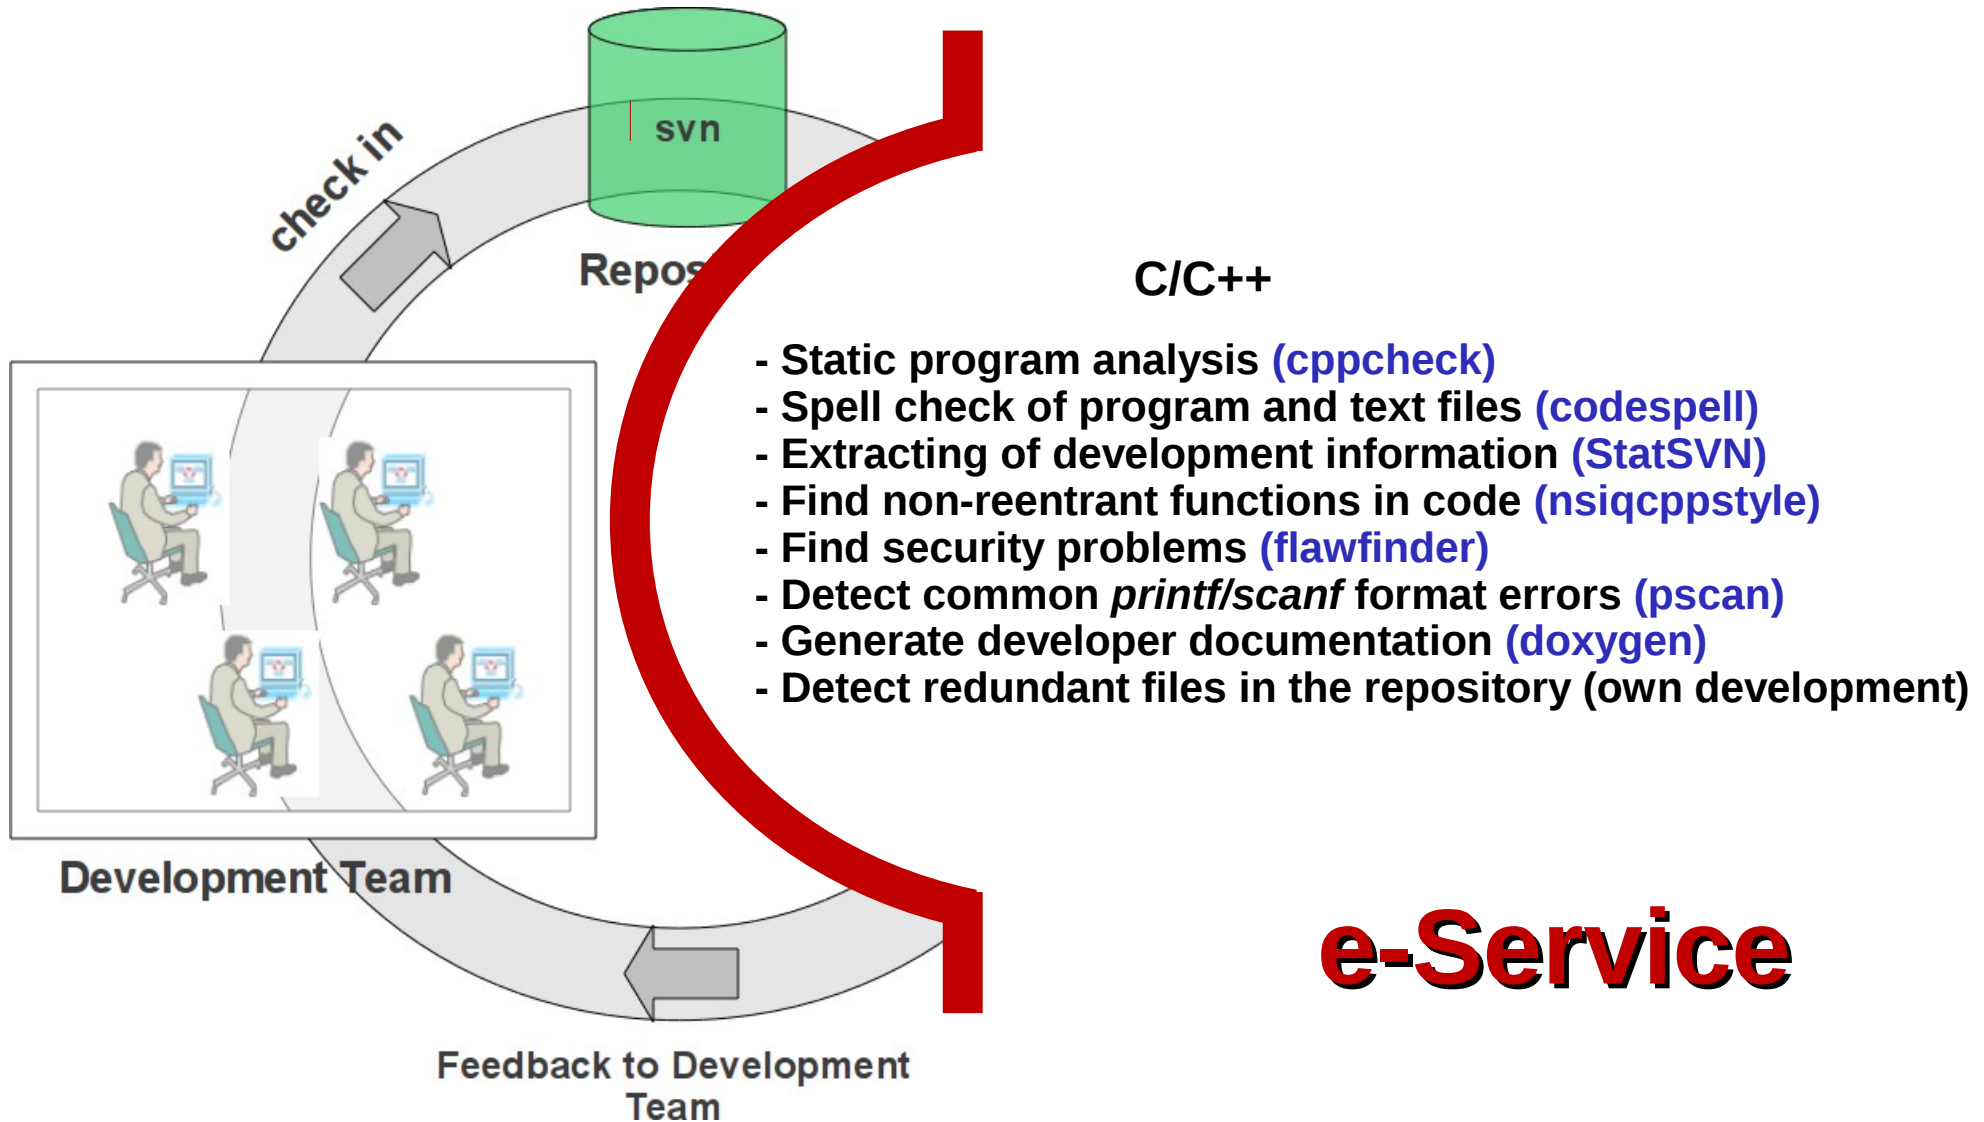 svn
check in
Repos
C/C++
- Static program analysis (cppcheck)
- Spell check of program and text files (codespell)
- Extracting of development information (StatSVN)
- Find non-reentrant functions in code (nsiqcppstyle)
- Find security problems (flawfinder)
- Detect common printf/scanf format errors (pscan)
- Generate developer documentation (doxygen)
- Detect redundant files in the repository (own development)
Development Team
e-Service
Feedback to Development
Team